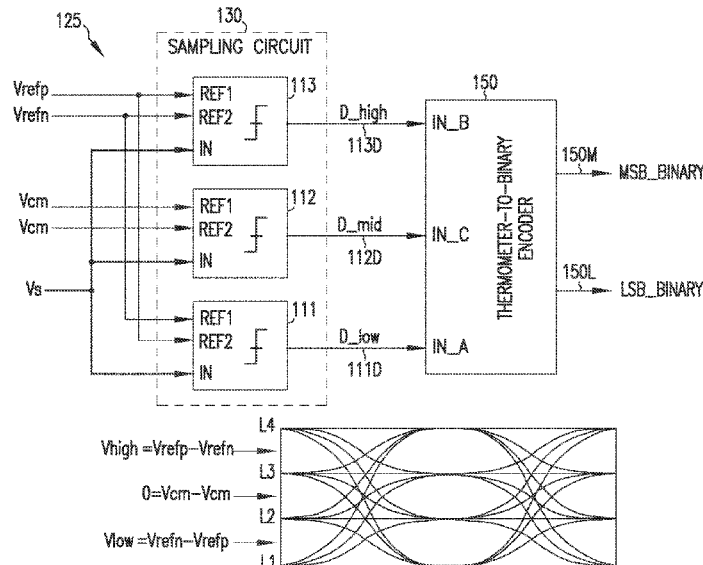 125
130
SAMPLING CIRCUIT
Vrefp
Vrefn
REF1
REF2
IN
113
D_high
113D
150
IN_B
150M
MSB_BINARY
Vcm
Vcm
REF1
REF2
IN
112
D_mid
112D
IN_C
THERMOMETER-TO-BINARY
ENCODER
Vs
150L
LSB_BINARY
REF1
REF2
IN
111
D_low
111D
IN_A
L4
Vhigh =Vrefp-Vrefn
L3
0=Vcm-Vcm
L2
Vlow =Vrefn-Vrefp
L1